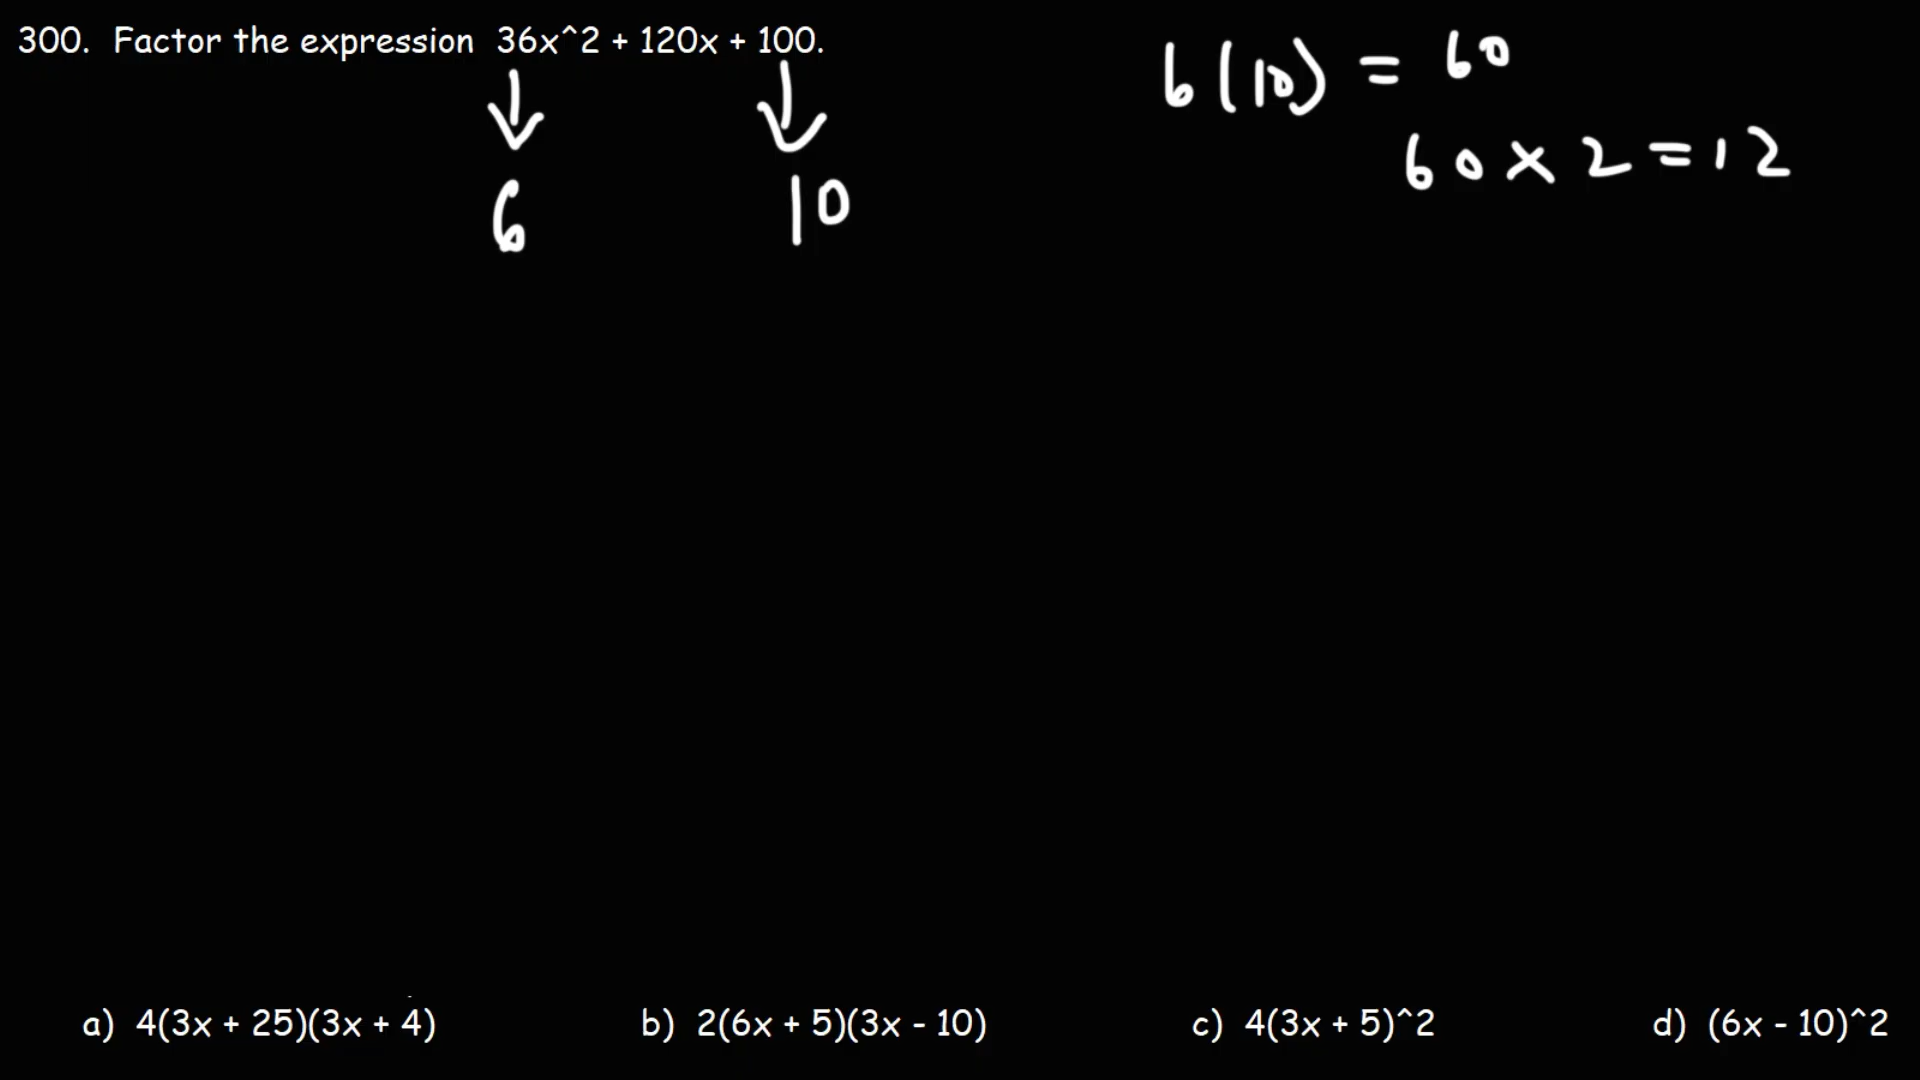 300. Factor the expression 36x^2 + 120x + 100.
6(10) = 60
60 x 2 = 12
6 10
a) 4(3x + 25)(3x + 4) b) 2(6x + 5)(3x - 10) c) 4(3x + 5)^2 d) (6x - 10)^2